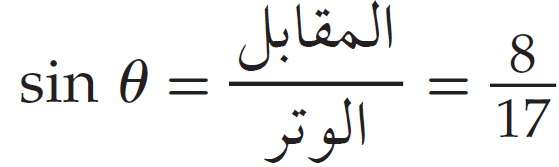 sin θ = المقابل / الوتر = 8 / 17